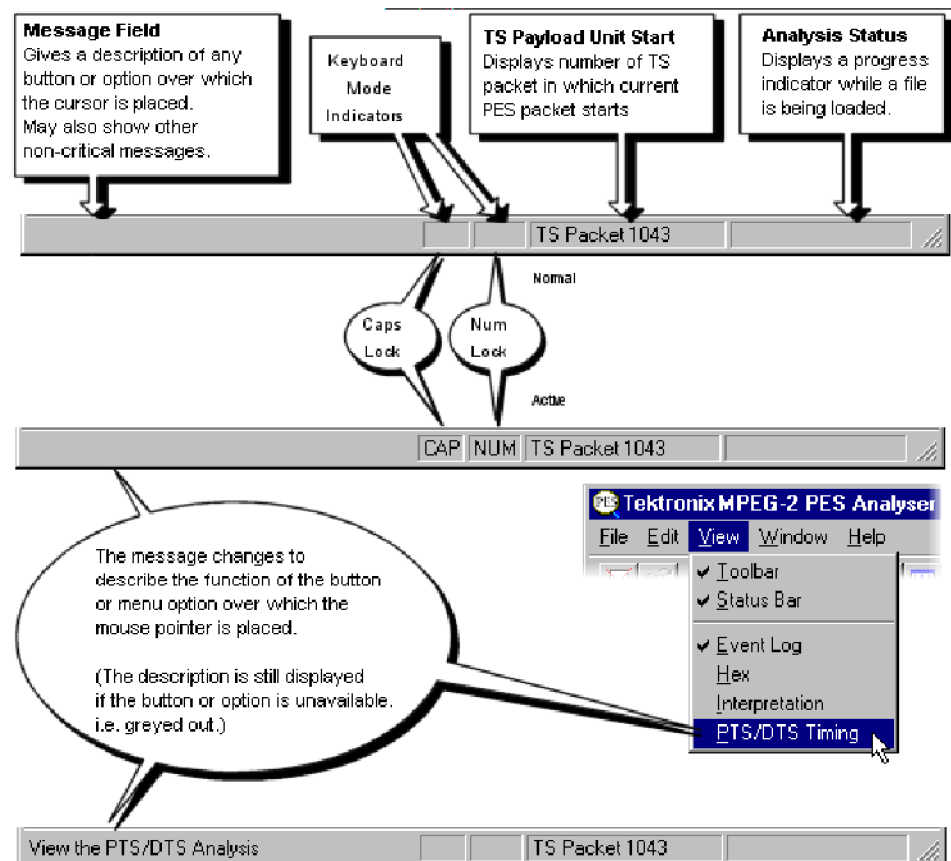 Message Field
Gives a description of any
button or option over which
the cursor is placed.
May also show other
non-critical messages.
Keyboard
Mode
Indicators
TS Payload Unit Start
Displays number of TS
packet in which current
PES packet starts
Analysis Status
Displays a progress
indicator while a file
is being loaded.
TS Packet 1043
Normal
Caps
Lock
Num
Lock
Active
CAP NUM TS Packet 1043
The message changes to
describe the function of the button
or menu option over which the
mouse pointer is placed.
(The description is still displayed
if the button or option is unavailable.
i.e. greyed out.)
PES Tektronix MPEG-2 PES Analyser
File Edit View Window Help
Toolbar
Status Bar
Event Log
Hex
Interpretation
PTS/DTS Timing
View the PTS/DTS Analysis TS Packet 1043